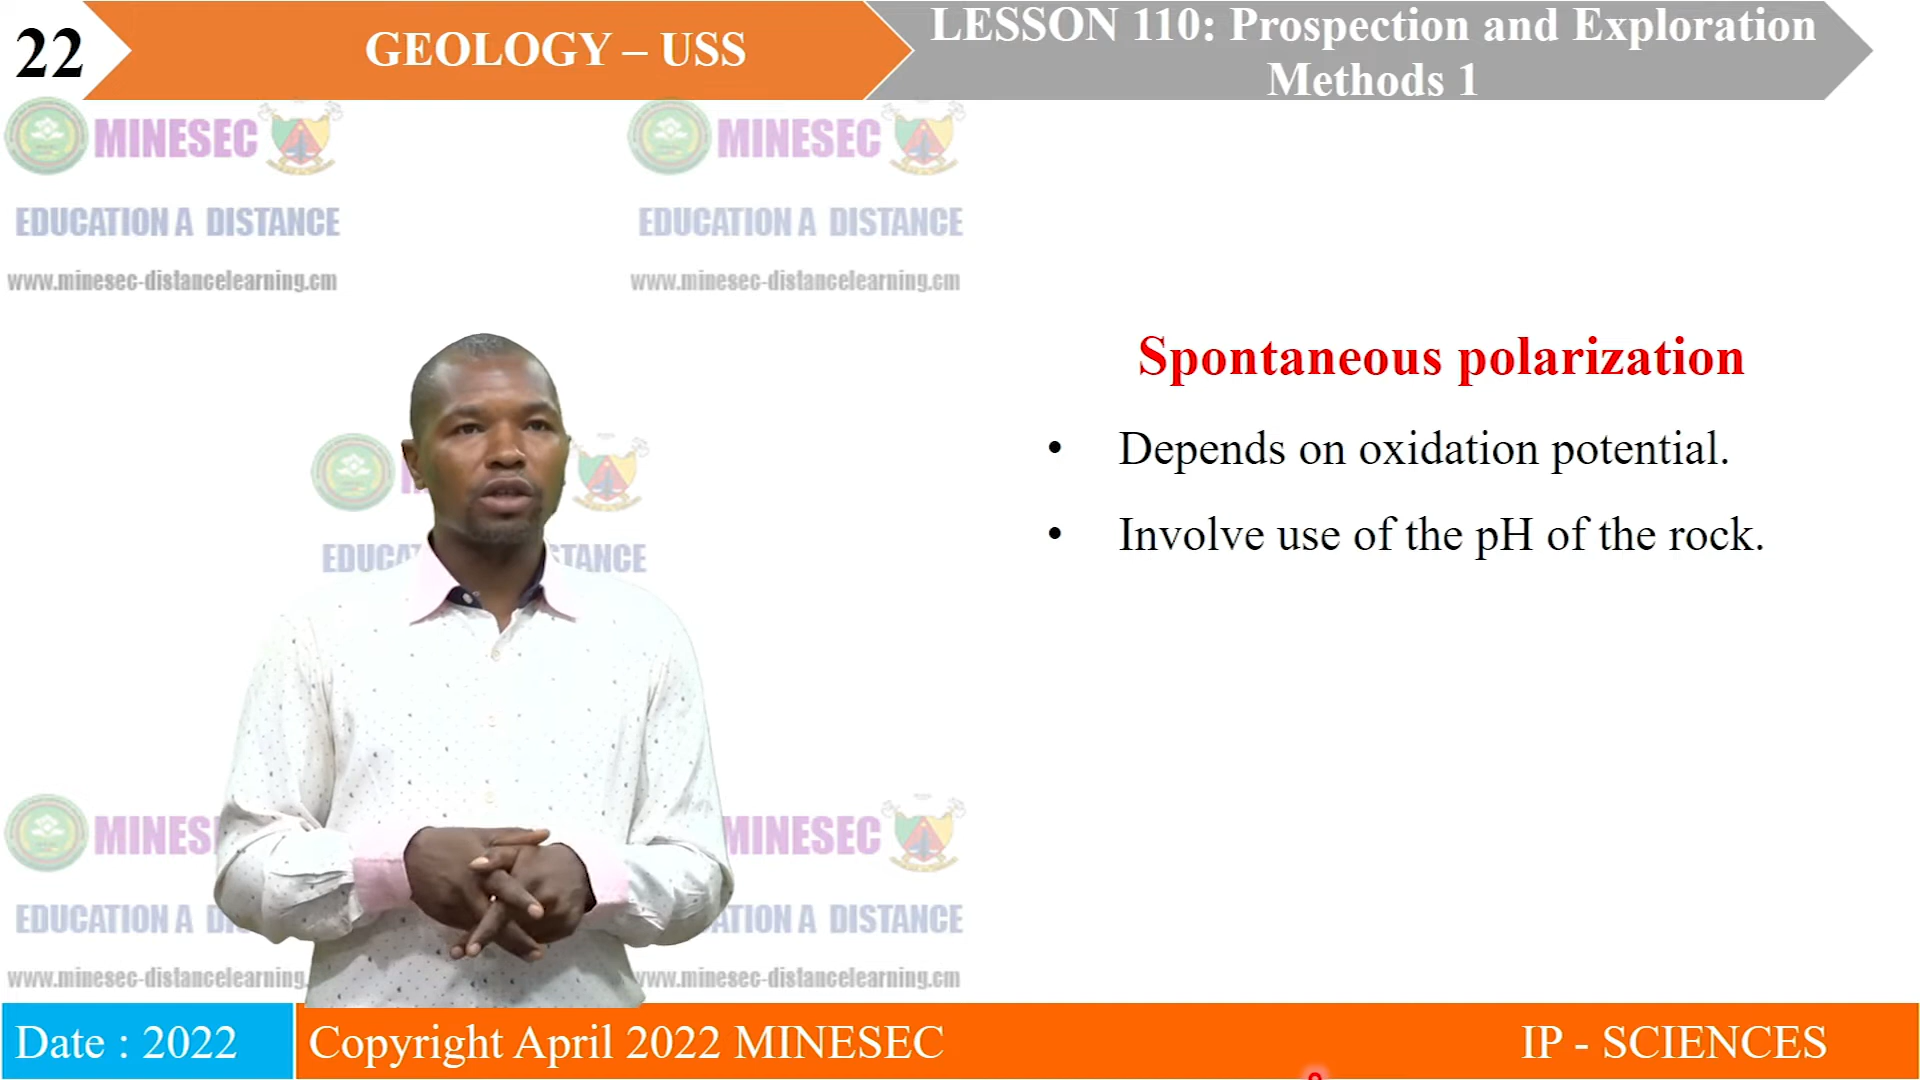 22
GEOLOGY – USS
LESSON 110: Prospection and Exploration
Methods 1
MINESEC
MINESEC
EDUCATION A DISTANCE
EDUCATION A DISTANCE
www.minesec-distancelearning.cm
www.minesec-distancelearning.cm
Spontaneous polarization
• Depends on oxidation potential.
• Involve use of the pH of the rock.
MINESEC
EDUCATION A DISTANCE
www.minesec-distancelearning.cm
Date : 2022
Copyright April 2022 MINESEC
IP - SCIENCES